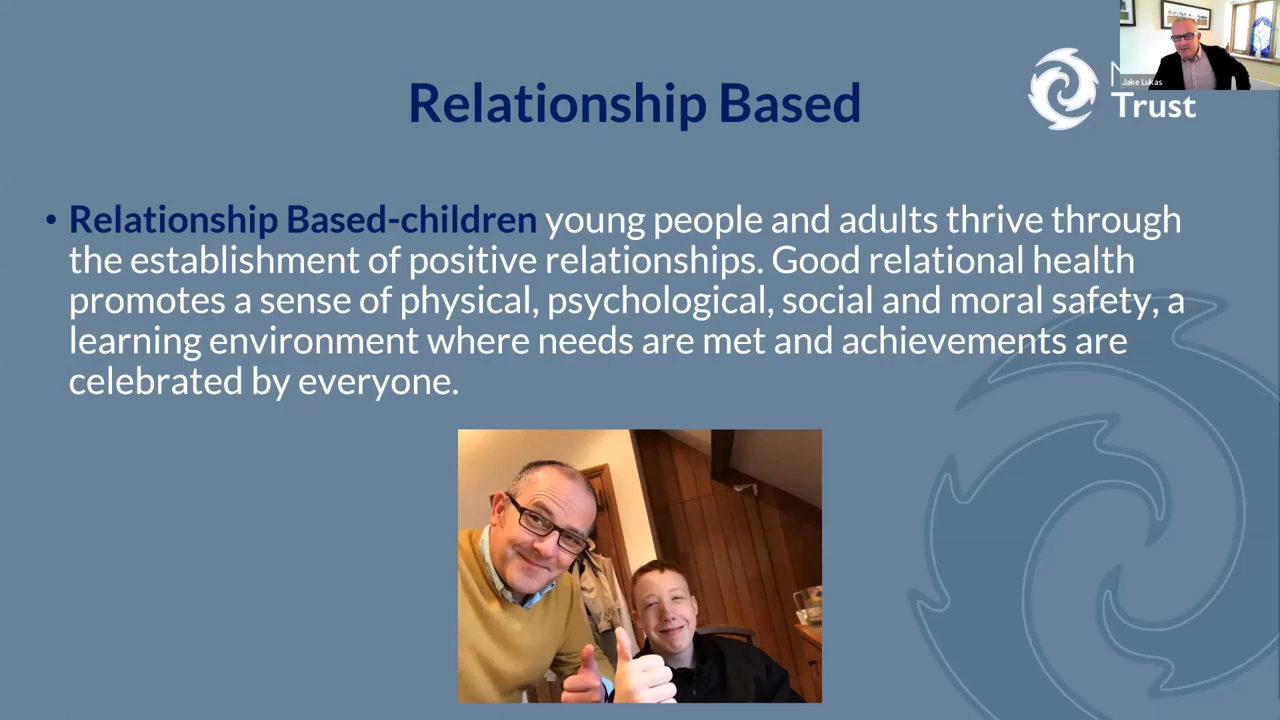 Relationship Based
Jake Lukas
Trust
• Relationship Based-children young people and adults thrive through
the establishment of positive relationships. Good relational health
promotes a sense of physical, psychological, social and moral safety, a
learning environment where needs are met and achievements are
celebrated by everyone.